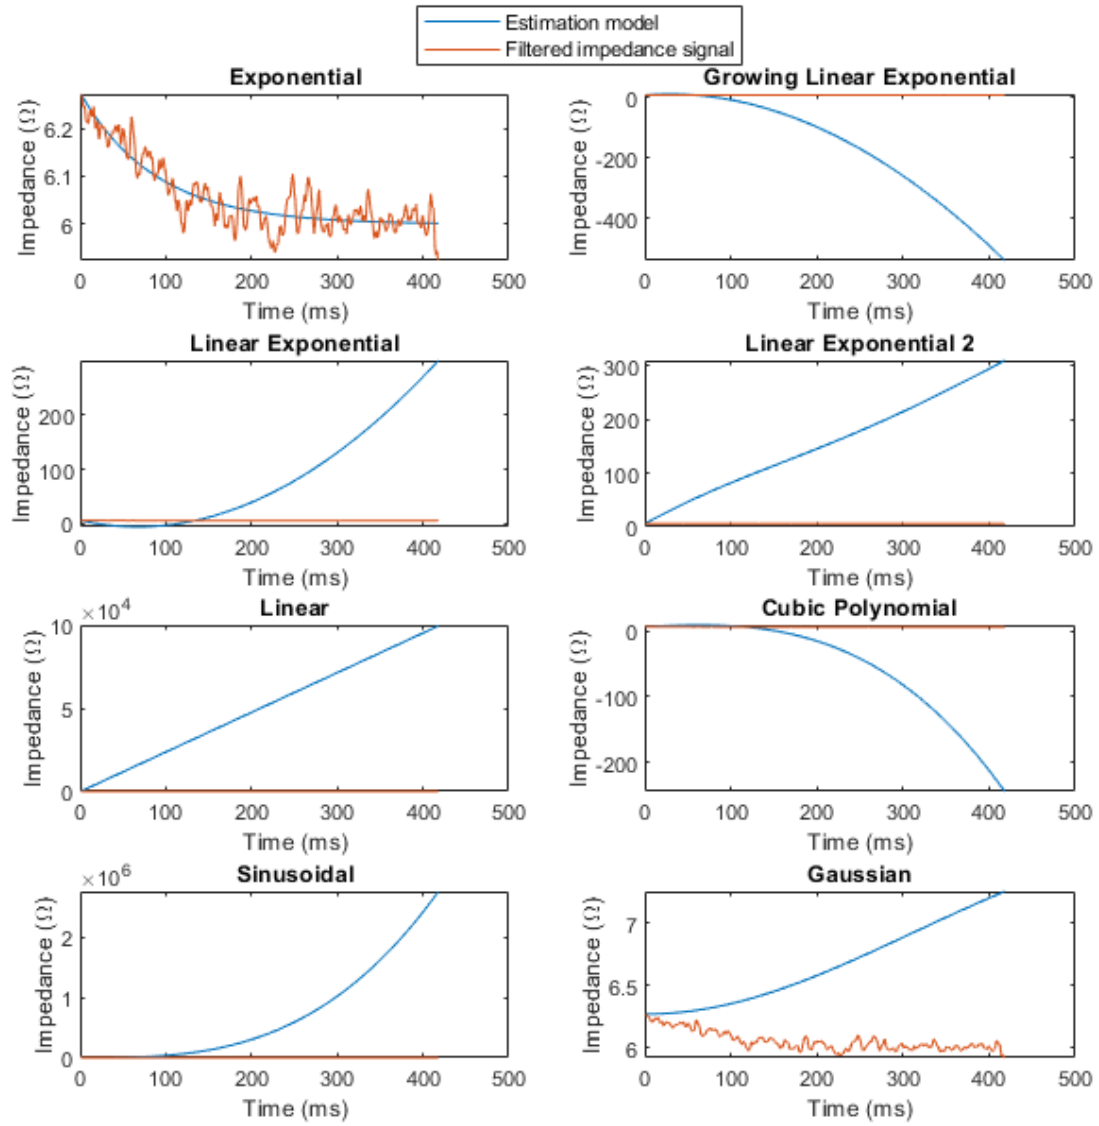 Estimation model
Filtered impedance signal
Exponential
Impedance (Ω)
6.2
6.1
6
0 100 200 300 400 500
Time (ms)
Growing Linear Exponential
Impedance (Ω)
0
-200
-400
0 100 200 300 400 500
Time (ms)
Linear Exponential
Impedance (Ω)
200
100
0
0 100 200 300 400 500
Time (ms)
Linear Exponential 2
Impedance (Ω)
300
200
100
0
0 100 200 300 400 500
Time (ms)
Linear
×10⁴
Impedance (Ω)
10
5
0
0 100 200 300 400 500
Time (ms)
Cubic Polynomial
Impedance (Ω)
0
-100
-200
0 100 200 300 400 500
Time (ms)
Sinusoidal
×10⁶
Impedance (Ω)
2
1
0
0 100 200 300 400 500
Time (ms)
Gaussian
Impedance (Ω)
7
6.5
6
0 100 200 300 400 500
Time (ms)